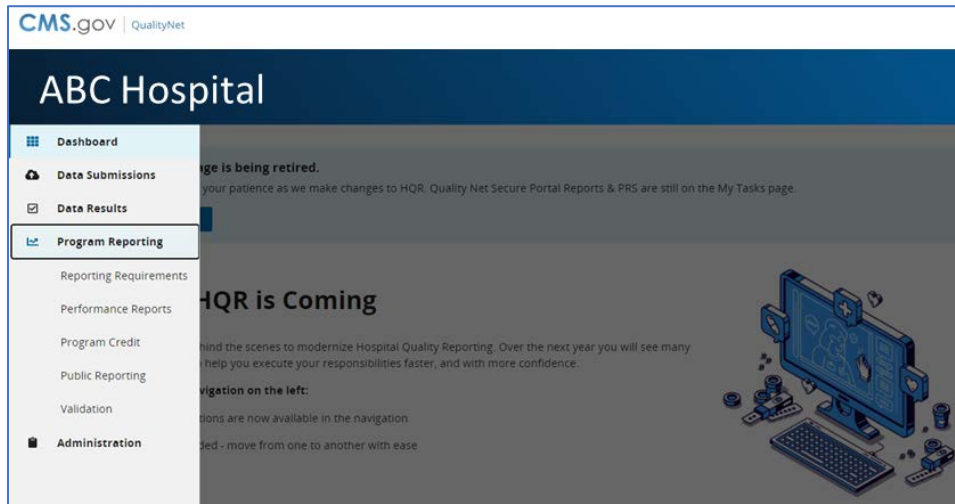 CMS.gov | QualityNet
ABC Hospital
Dashboard
Data Submissions
Data Results
Program Reporting
Reporting Requirements
Performance Reports
Program Credit
Public Reporting
Validation
Administration
age is being retired.
your patience as we make changes to HQR. Quality Net Secure Portal Reports & PRS are still on the My Tasks page.
HQR is Coming
hind the scenes to modernize Hospital Quality Reporting. Over the next year you will see many
help you execute your responsibilities faster, and with more confidence.
vigation on the left:
tions are now available in the navigation
ded - move from one to another with ease